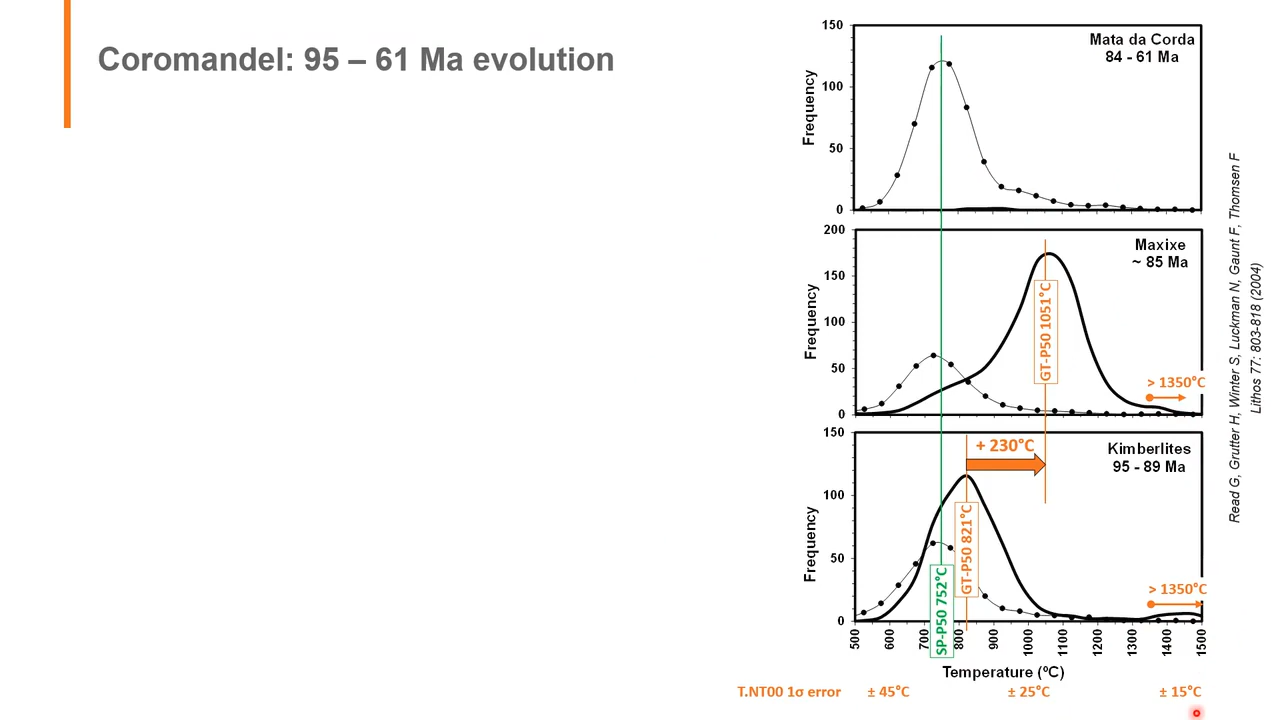 Coromandel: 95 – 61 Ma evolution
150
100
50
0
Frequency
Mata da Corda
84 - 61 Ma
200
150
100
50
0
Frequency
Maxixe
~ 85 Ma
GT-P50 1051°C
> 1350°C
150
100
50
0
Frequency
Kimberlites
95 - 89 Ma
+ 230°C
GT-P50 821°C
SP-P50 752°C
> 1350°C
500
600
700
800
900
1000
1100
1200
1300
1400
1500
Temperature (ºC)
T.NT00 1σ error
± 45°C
± 25°C
± 15°C
Read G, Grutter H, Winter S, Luckman N, Gaunt F, Thomsen F
Lithos 77: 803-818 (2004)